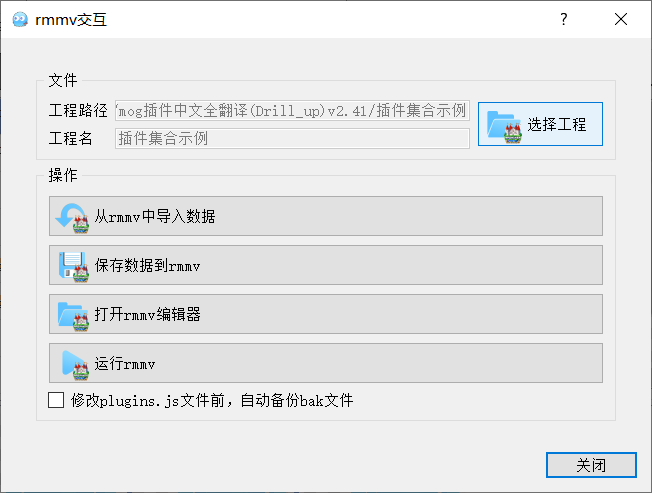 rmmv交互
文件
工程路径 mog插件中文全翻译(Drill_up)v2.41/插件集合示例
选择工程
工程名 插件集合示例
操作
从rmmv中导入数据
保存数据到rmmv
打开rmmv编辑器
运行rmmv
修改plugins.js文件前，自动备份bak文件
关闭